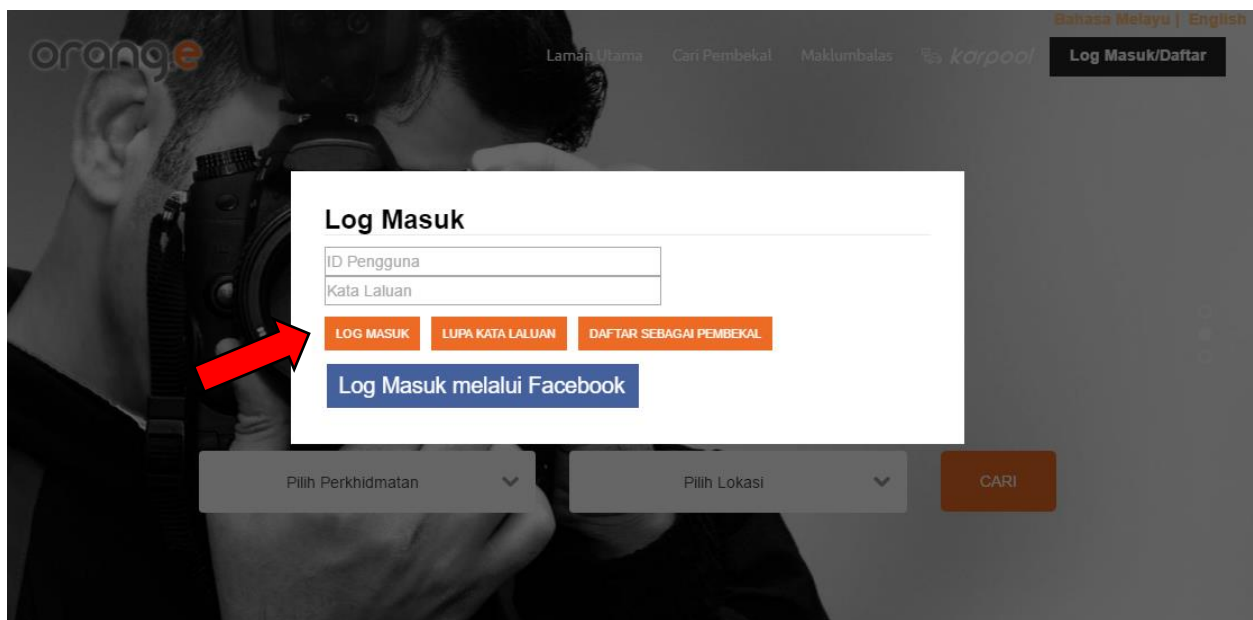 Bahasa Melayu | English
orang.e
Laman Utama Cari Pembekal Maklumbalas karpool Log Masuk/Daftar
Log Masuk
ID Pengguna
Kata Laluan
LOG MASUK LUPA KATA LALUAN DAFTAR SEBAGAI PEMBEKAL
Log Masuk melalui Facebook
Pilih Perkhidmatan Pilih Lokasi CARI